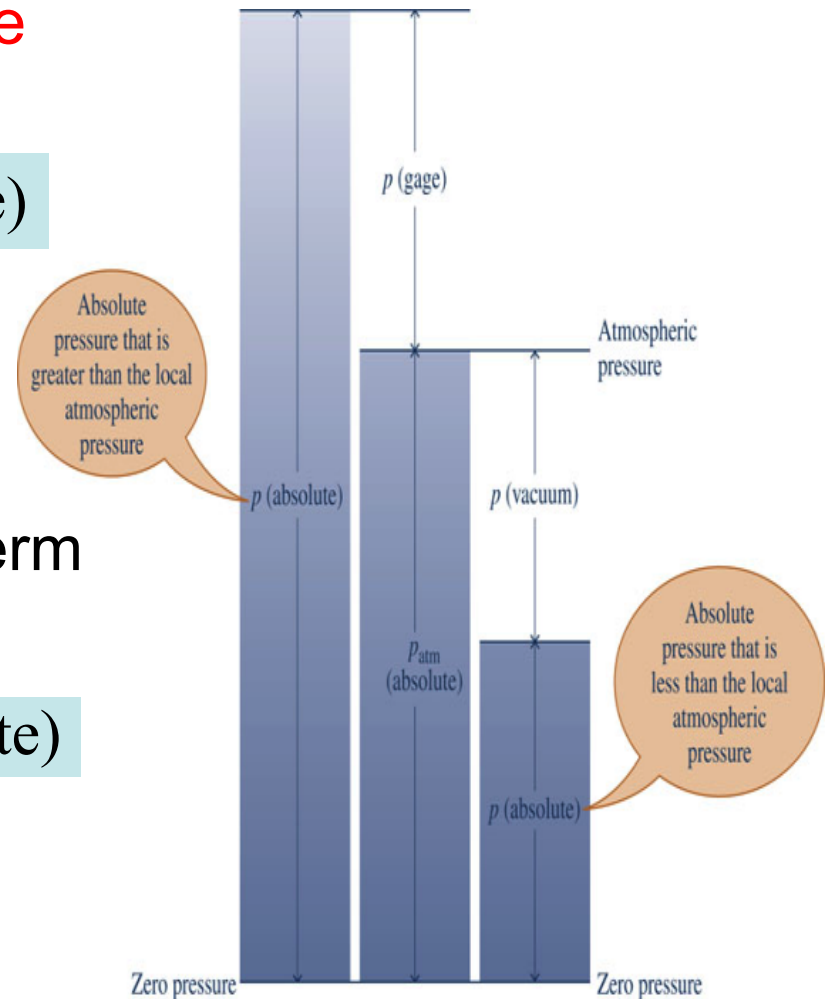 e
e)
erm
te)
p (gage)
Atmospheric
pressure
Absolute
pressure that is
greater than the local
atmospheric
pressure
p (absolute)
p (vacuum)
patm
(absolute)
Absolute
pressure that is
less than the local
atmospheric
pressure
p (absolute)
Zero pressure
Zero pressure